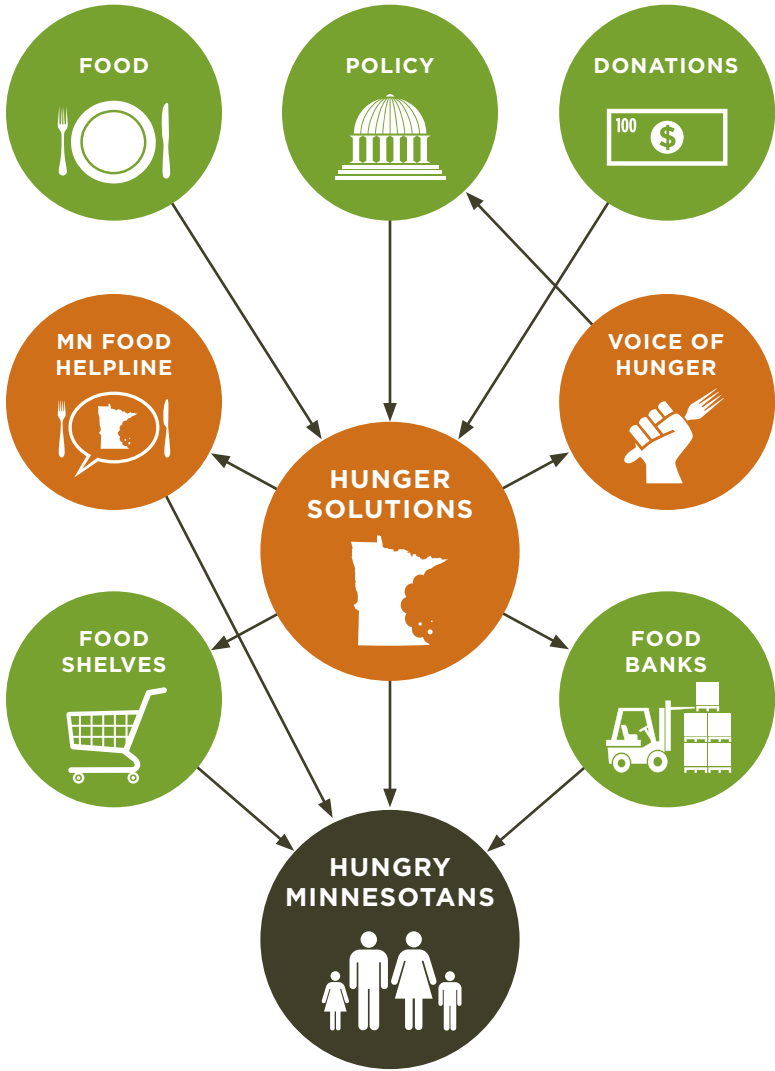 FOOD
POLICY
DONATIONS
100 $
MN FOOD
HELPLINE
VOICE OF
HUNGER
HUNGER
SOLUTIONS
FOOD
SHELVES
FOOD
BANKS
HUNGRY
MINNESOTANS